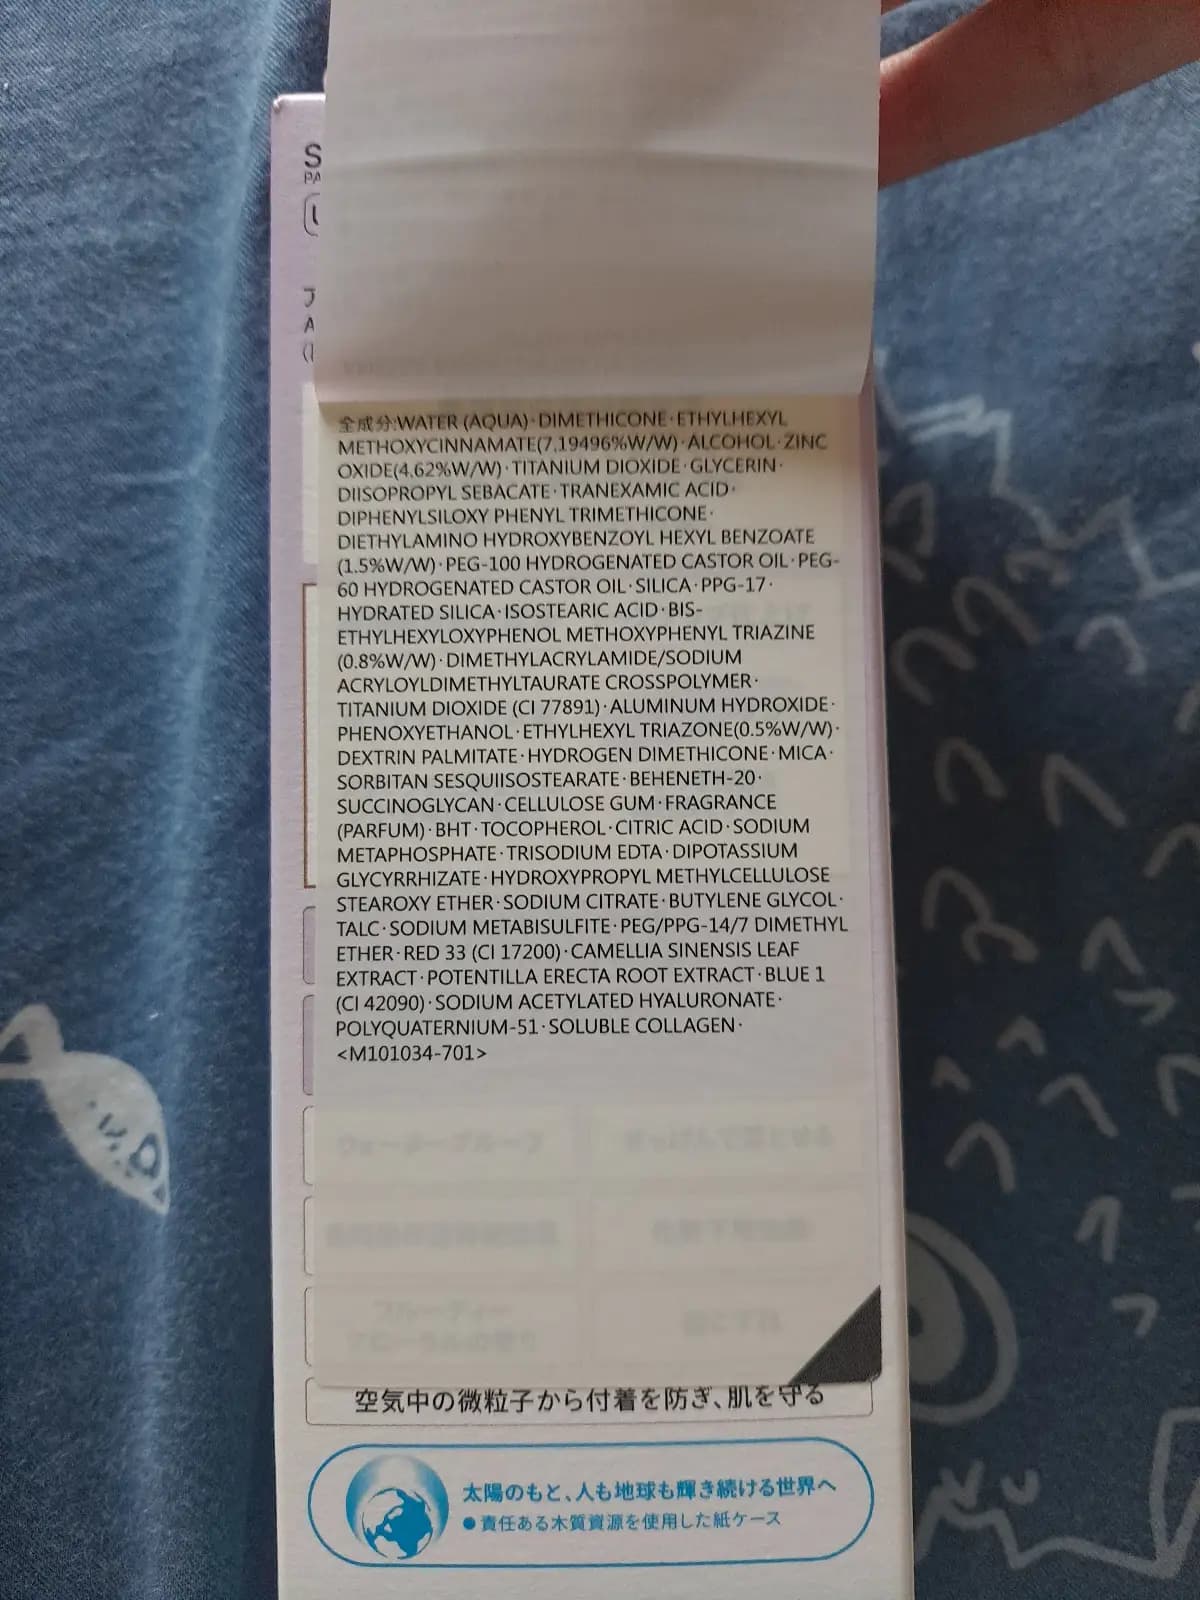 S
PA
全成分:WATER (AQUA)·DIMETHICONE·ETHYLHEXYL
METHOXYCINNAMATE(7.19496%W/W)·ALCOHOL·ZINC
OXIDE(4.62%W/W)·TITANIUM DIOXIDE·GLYCERIN·
DIISOPROPYL SEBACATE·TRANEXAMIC ACID·
DIPHENYLSILOXY PHENYL TRIMETHICONE·
DIETHYLAMINO HYDROXYBENZOYL HEXYL BENZOATE
(1.5%W/W)·PEG-100 HYDROGENATED CASTOR OIL·PEG-
60 HYDROGENATED CASTOR OIL·SILICA·PPG-17·
HYDRATED SILICA·ISOSTEARIC ACID·BIS-
ETHYLHEXYLOXYPHENOL METHOXYPHENYL TRIAZINE
(0.8%W/W)·DIMETHYLACRYLAMIDE/SODIUM
ACRYLOYLDIMETHYLTAURATE CROSSPOLYMER·
TITANIUM DIOXIDE (CI 77891)·ALUMINUM HYDROXIDE·
PHENOXYETHANOL·ETHYLHEXYL TRIAZONE(0.5%W/W)·
DEXTRIN PALMITATE·HYDROGEN DIMETHICONE·MICA·
SORBITAN SESQUIISOSTEARATE·BEHENETH-20·
SUCCINOGLYCAN·CELLULOSE GUM·FRAGRANCE
(PARFUM)·BHT·TOCOPHEROL·CITRIC ACID·SODIUM
METAPHOSPHATE·TRISODIUM EDTA·DIPOTASSIUM
GLYCYRRHIZATE·HYDROXYPROPYL METHYLCELLULOSE
STEAROXY ETHER·SODIUM CITRATE·BUTYLENE GLYCOL·
TALC·SODIUM METABISULFITE·PEG/PPG-14/7 DIMETHYL
ETHER·RED 33 (CI 17200)·CAMELLIA SINENSIS LEAF
EXTRACT·POTENTILLA ERECTA ROOT EXTRACT·BLUE 1
(CI 42090)·SODIUM ACETYLATED HYALURONATE·
POLYQUATERNIUM-51·SOLUBLE COLLAGEN·
<M101034-701>
空気中の微粒子から付着を防ぎ、肌を守る
太陽のもと、人も地球も輝き続ける世界へ
●責任ある木質資源を使用した紙ケース